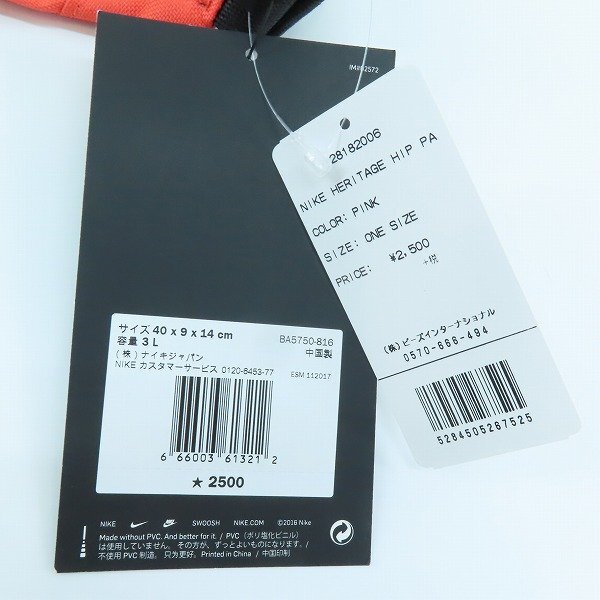 IM#82572
サイズ 40 x 9 x 14 cm BA5750-816
容量 3 L 中国製
(株)ナイキジャパン
NIKE カスタマーサービス 0120-6453-77 ESM 112017
6 66003 61321 2
★ 2500
NIKE SWOOSH NIKE.COM ©2016 Nike
Made without PVC. And better for it. / PVC (ポリ塩化ビニル)
は使用していません。その方が、ずっとよいものになります。/
不使用 PVC 制造。只为更好。Printed in China / 中国印制
28182006
NIKE HERITAGE HIP PA
COLOR: PINK
SIZE: ONE SIZE
PRICE: ¥2,500
+税
(株)ビーズインターナショナル
0570-666-494
5284505267525